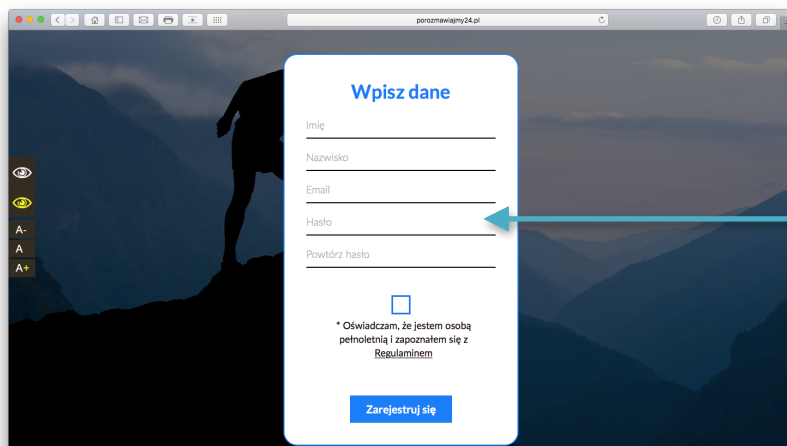 porozmawiajmy24.pl
Wpisz dane
Imię
Nazwisko
Email
Hasło
Powtórz hasło
A-
A
A+
* Oświadczam, że jestem osobą
pełnoletnią i zapoznałem się z
Regulaminem
Zarejestruj się